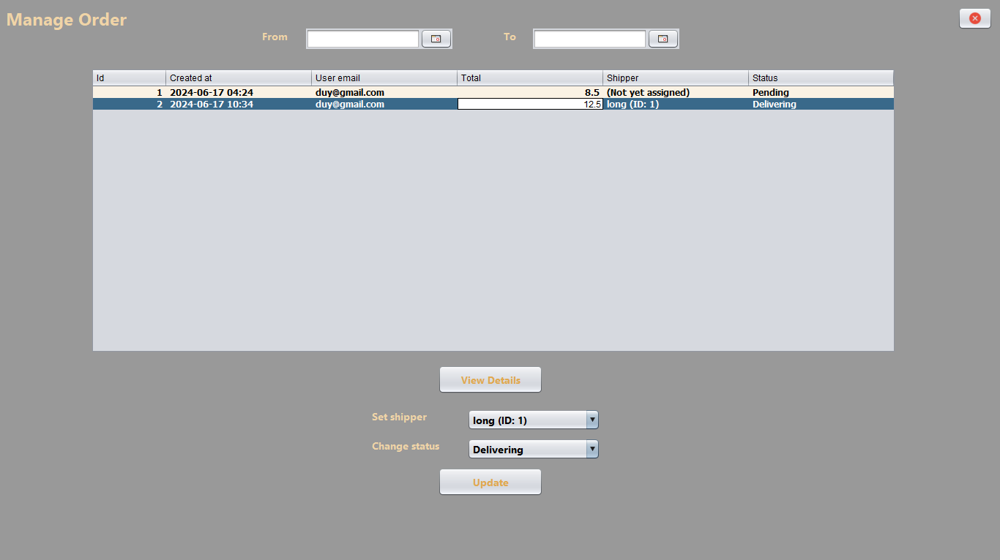 Manage Order
From To
Id Created at User email Total Shipper Status
1 2024-06-17 04:24 duy@gmail.com 8.5 (Not yet assigned) Pending
2 2024-06-17 10:34 duy@gmail.com 12.5 long (ID: 1) Delivering
View Details
Set shipper long (ID: 1)
Change status Delivering
Update